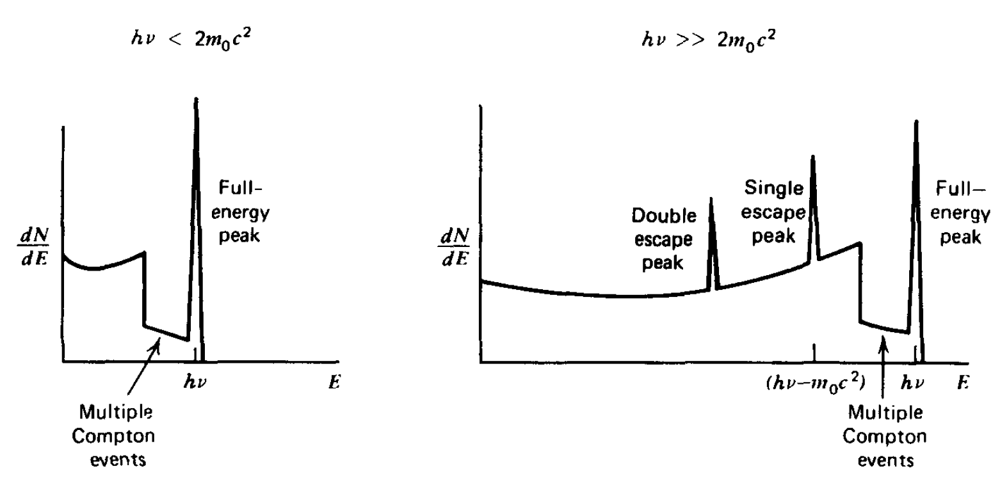 hν < 2m₀c²
dN
dE
Full-
energy
peak
hν
E
Multiple
Compton
events
hν >> 2m₀c²
dN
dE
Double
escape
peak
Single
escape
peak
Full–
energy
peak
(hν–m₀c²)
hν
E
Multiple
Compton
events